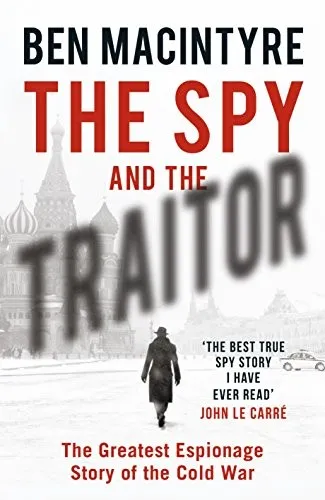 BEN MACINTYRE
THE SPY
AND THE
TRAITOR
‘THE BEST TRUE
SPY STORY
I HAVE
EVER READ’
JOHN LE CARRÉ
The Greatest Espionage
Story of the Cold War